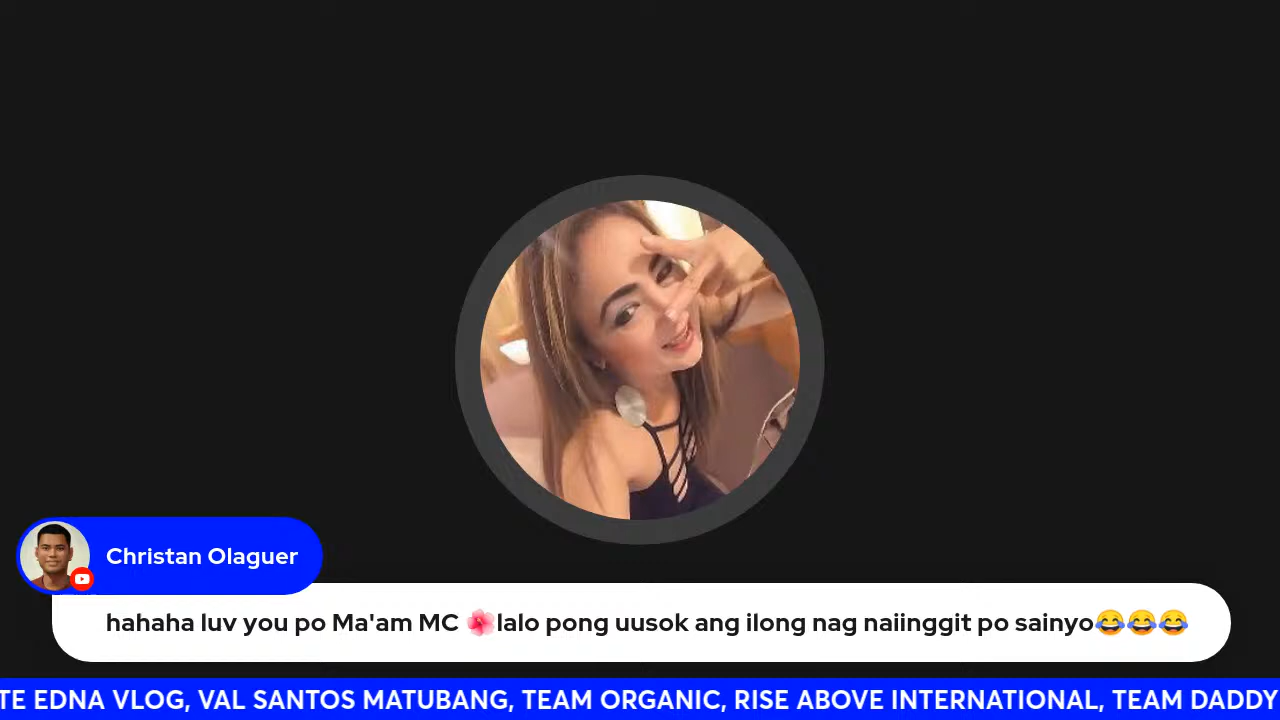 Christan Olaguer
hahaha luv you po Ma'am MC 🌺lalo pong uusok ang ilong nag naiinggit po sainyo😂😂😂
TE EDNA VLOG, VAL SANTOS MATUBANG, TEAM ORGANIC, RISE ABOVE INTERNATIONAL, TEAM DADDY